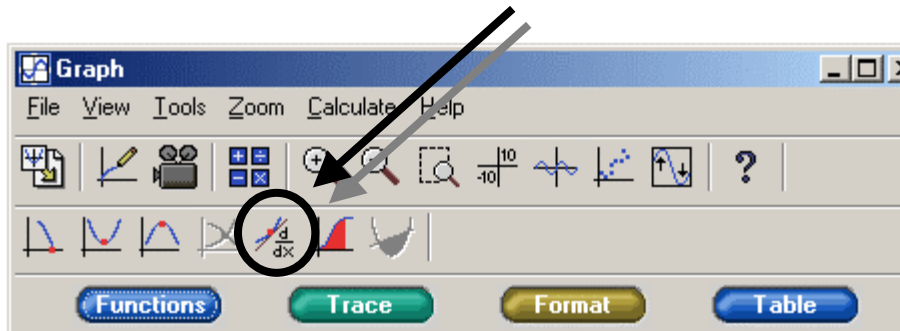 Graph
File View Tools Zoom Calculate Help
10 -10 ?
d dx
Functions Trace Format Table